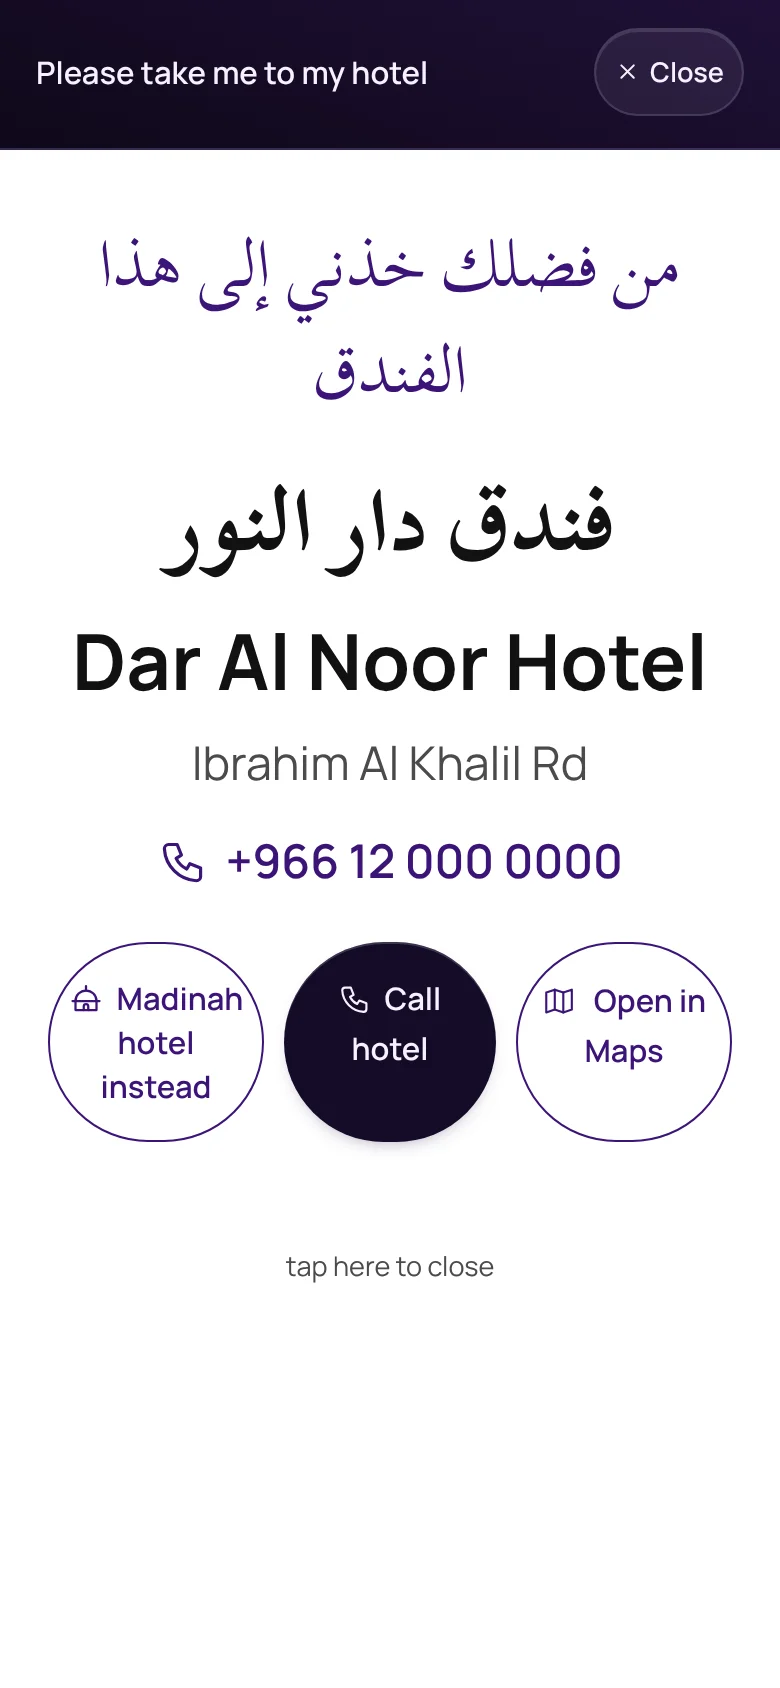 Please take me to my hotel
Close
من فضلك خذني إلى هذا
الفندق
فندق دار النور
Dar Al Noor Hotel
Ibrahim Al Khalil Rd
+966 12 000 0000
Madinah
hotel
instead
Call
hotel
Open in
Maps
tap here to close